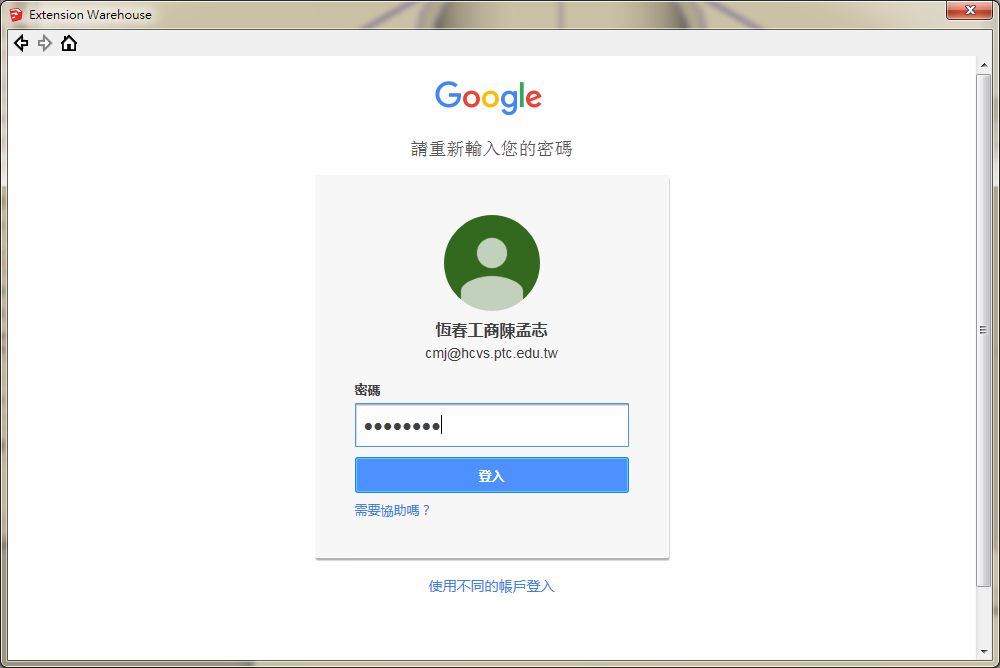 Extension Warehouse
Google
請重新輸入您的密碼
恆春工商陳孟志
cmj@hcvs.ptc.edu.tw
密碼
●●●●●●●●
登入
需要協助嗎？
使用不同的帳戶登入